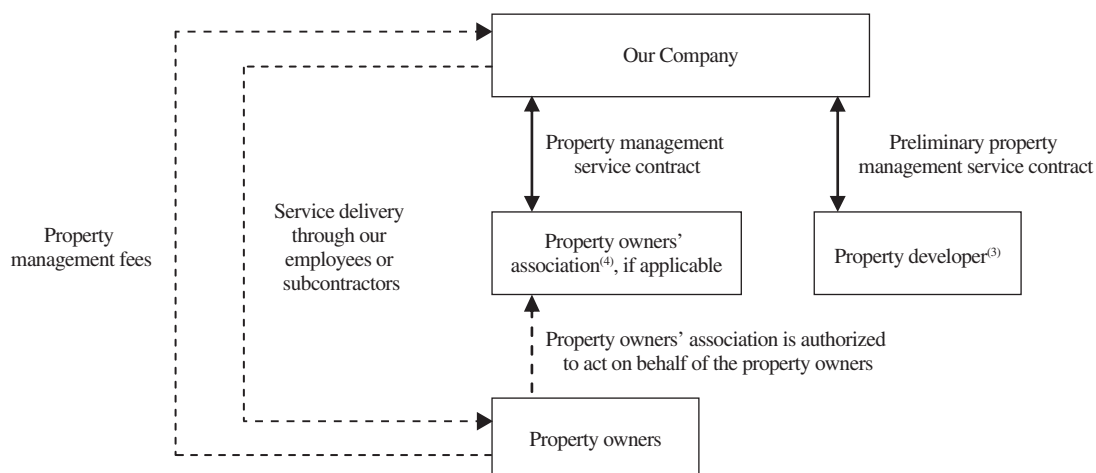 Our Company
Property management
service contract
Preliminary property
management service contract
Property
management fees
Service delivery
through our
employees or
subcontractors
Property owners’
association(4), if applicable
Property developer(3)
Property owners’ association is authorized
to act on behalf of the property owners
Property owners